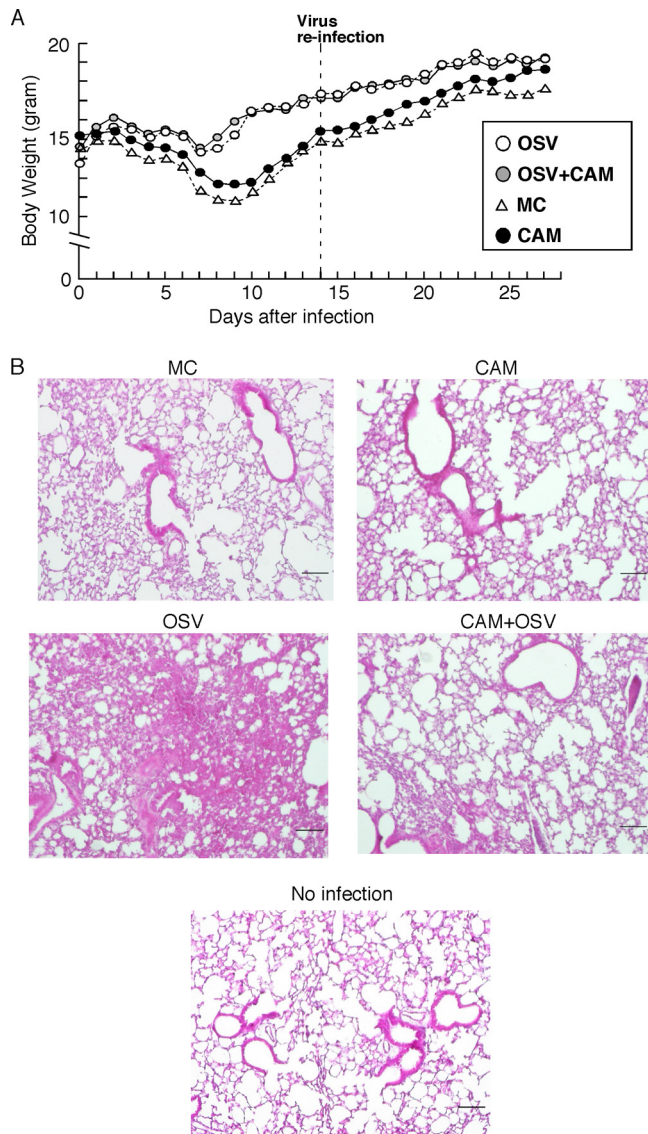 A
Virus
re-infection
20
15
10
0
Body Weight (gram)
OSV
OSV+CAM
MC
CAM
0 5 10 15 20 25
Days after infection
B
MC CAM
OSV CAM+OSV
No infection